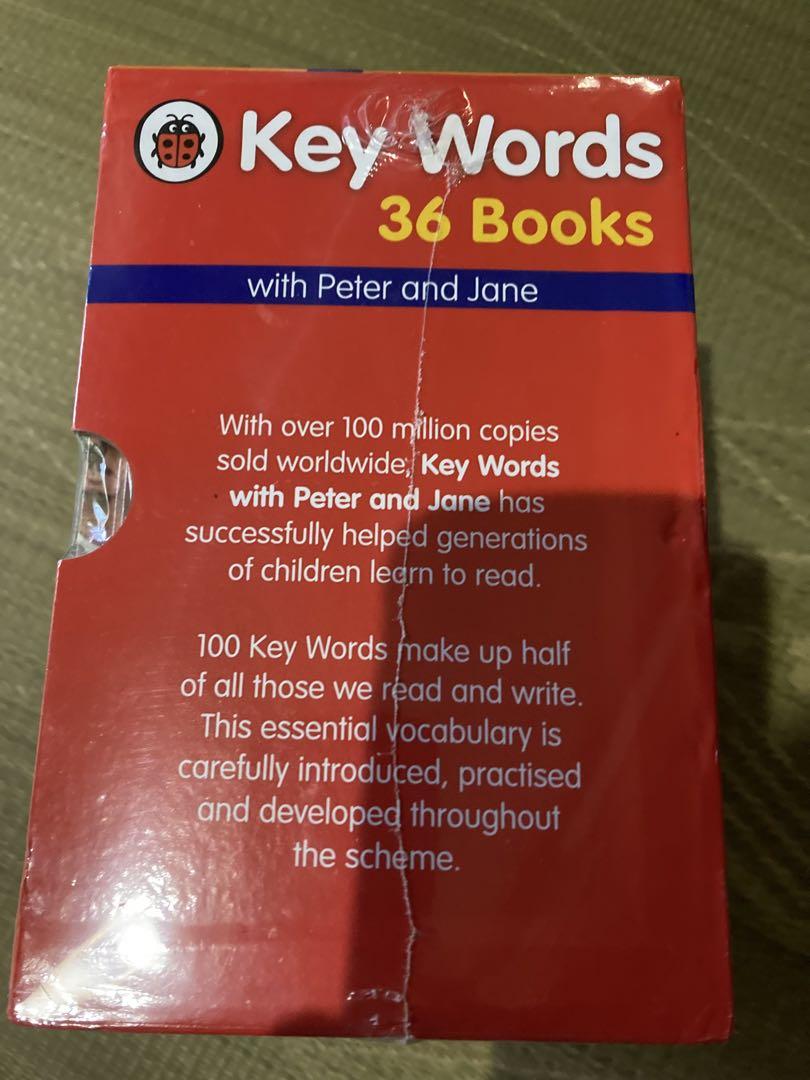 Key Words
36 Books
with Peter and Jane
With over 100 million copies
sold worldwide, Key Words
with Peter and Jane has
successfully helped generations
of children learn to read.
100 Key Words make up half
of all those we read and write.
This essential vocabulary is
carefully introduced, practised
and developed throughout
the scheme.